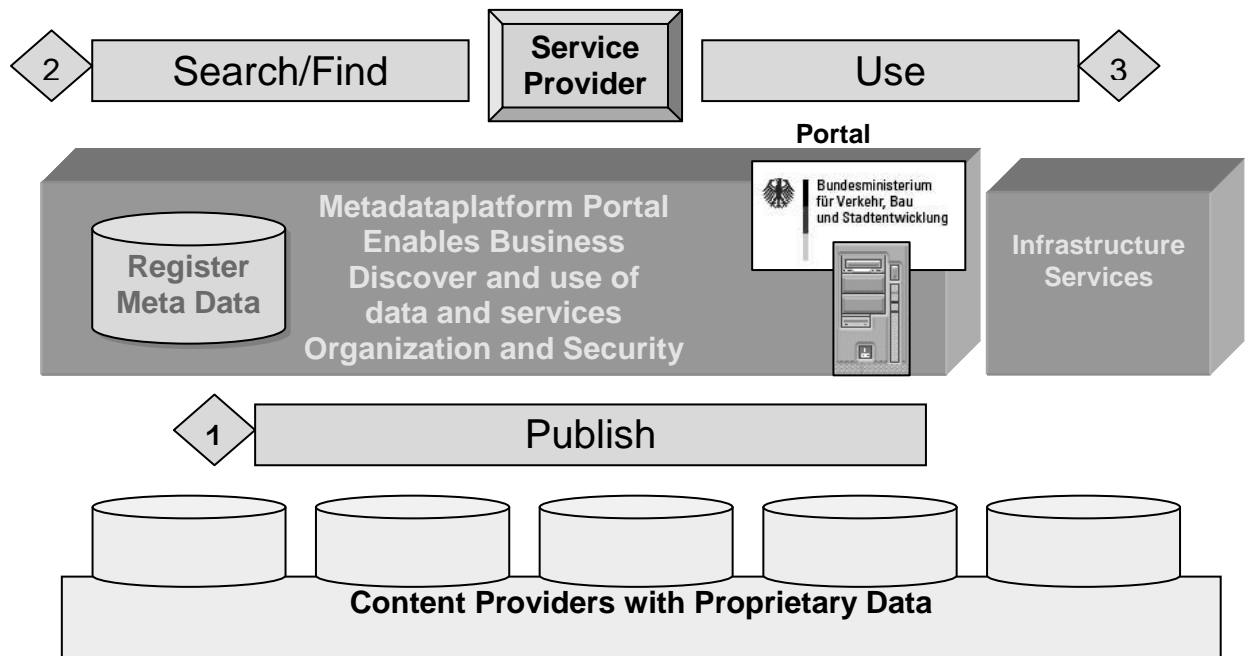 2
Search/Find
Service
Provider
Use
3
Portal
Bundesministerium
für Verkehr, Bau
und Stadtentwicklung
Register
Meta Data
Metadataplatform Portal
Enables Business
Discover and use of
data and services
Organization and Security
Infrastructure
Services
1
Publish
Content Providers with Proprietary Data